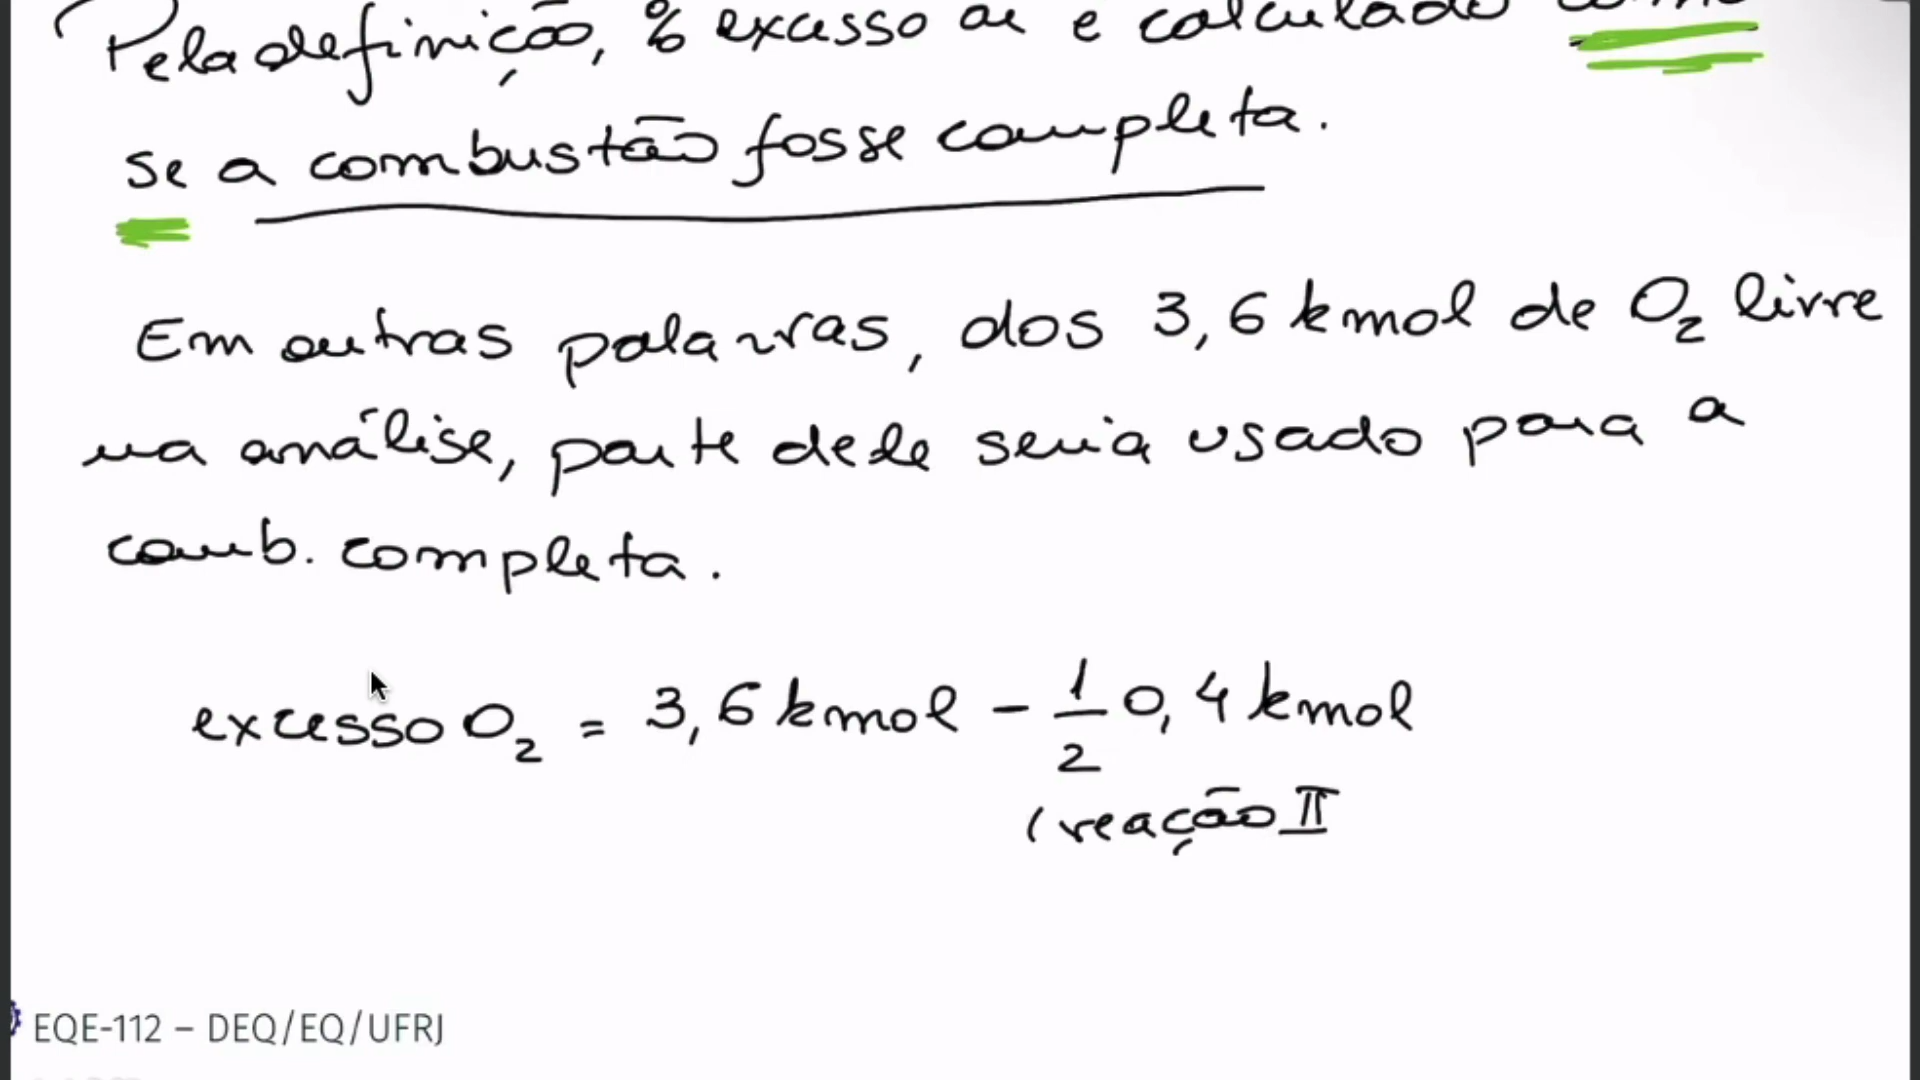 Pela definição, % excesso ar é calculado como
se a combustão fosse completa.
Em outras palavras, dos 3,6 kmol de O₂ livre
na análise, parte dele seria usado para a
comb. completa.
excesso O₂ = 3,6 kmol - 1/2 0,4 kmol
(reação II
EQE-112 – DEQ/EQ/UFRJ